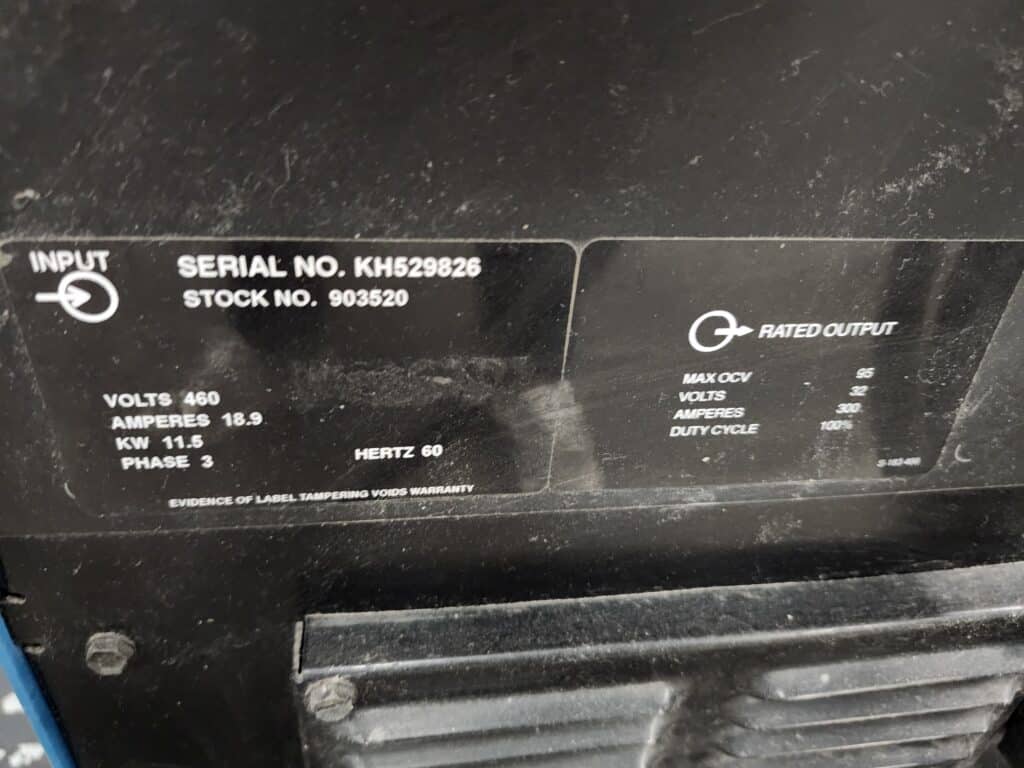 INPUT
SERIAL NO. KH529826
STOCK NO. 903520
VOLTS 460
AMPERES 18.9
KW 11.5
PHASE 3
HERTZ 60
EVIDENCE OF LABEL TAMPERING VOIDS WARRANTY
RATED OUTPUT
MAX OCV 95
VOLTS 32
AMPERES 300
DUTY CYCLE 100%